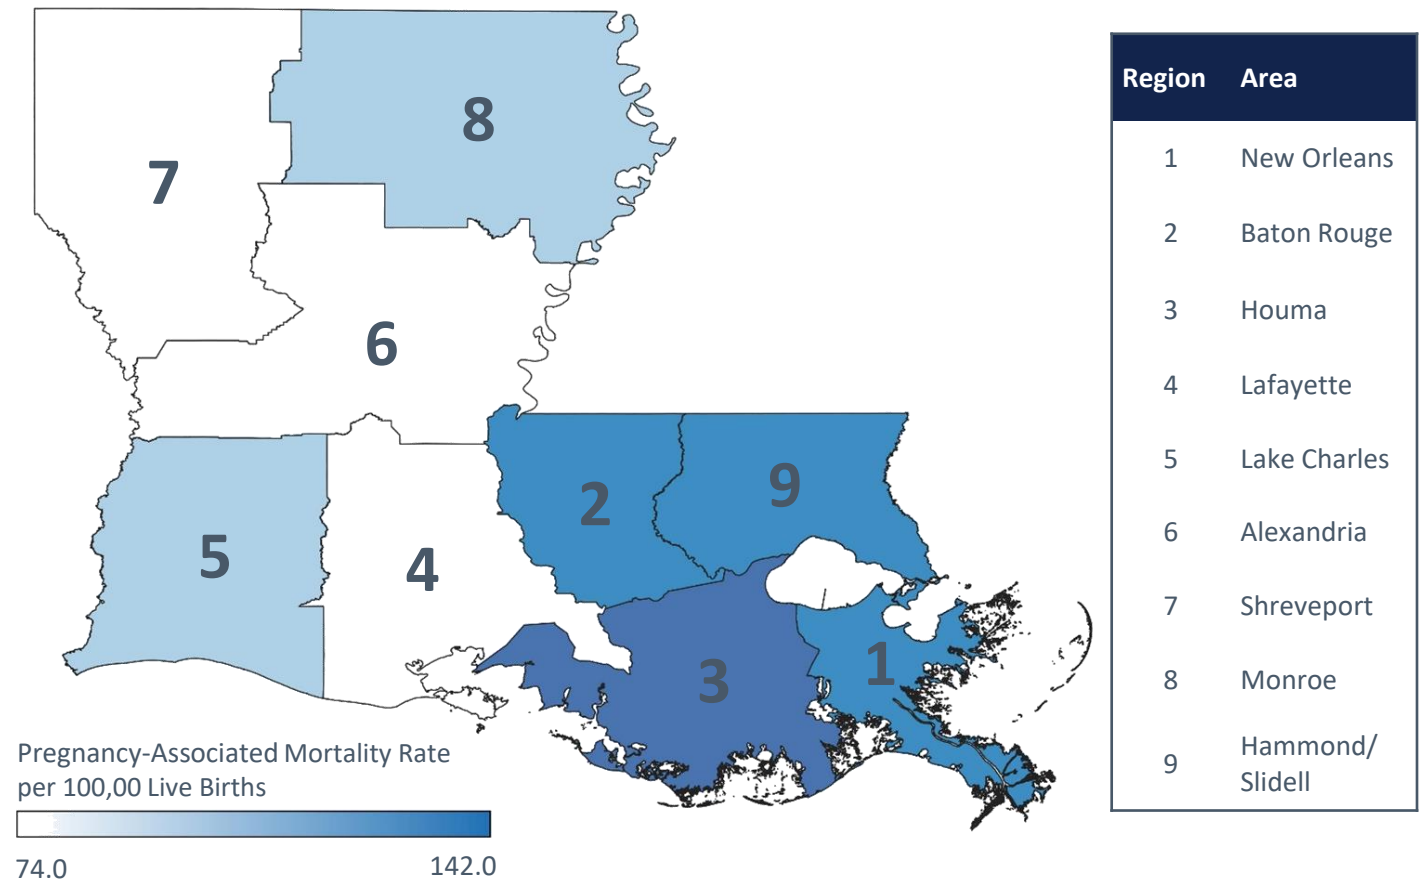 8
7
6
2
9
5
4
3
1
Pregnancy-Associated Mortality Rate
per 100,00 Live Births
74.0 142.0
Region Area
1 New Orleans
2 Baton Rouge
3 Houma
4 Lafayette
5 Lake Charles
6 Alexandria
7 Shreveport
8 Monroe
9 Hammond/
Slidell